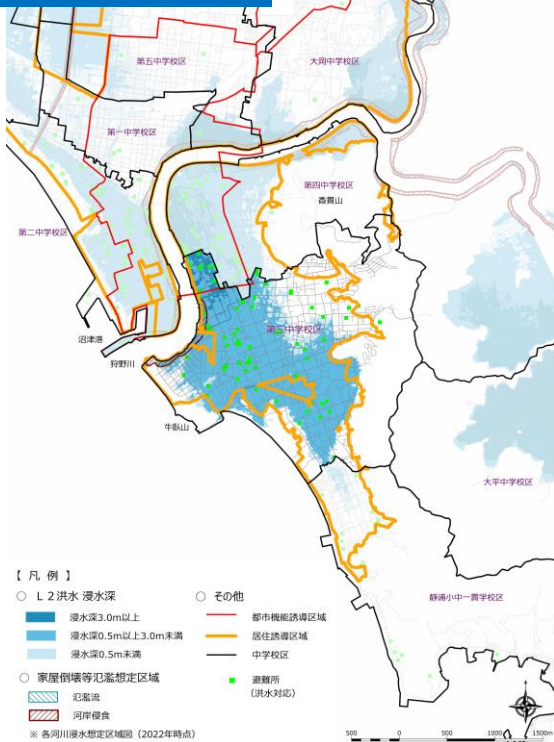 第五中学校区
大岡中学校区
第一中学校区
第四中学校区
香貫山
第二中学校区
第三中学校区
沼津港
狩野川
牛臥山
大平中学校区
静浦小中一貫学校区
【 凡 例 】
○ L2洪水 浸水深
浸水深3.0m以上
浸水深0.5m以上3.0m未満
浸水深0.5m未満
○ 家屋倒壊等氾濫想定区域
氾濫流
河岸侵食
※ 各河川浸水想定区域図（2022年時点）
○ その他
都市機能誘導区域
居住誘導区域
中学校区
避難所
（洪水対応）
500 0 500 1000 1500m